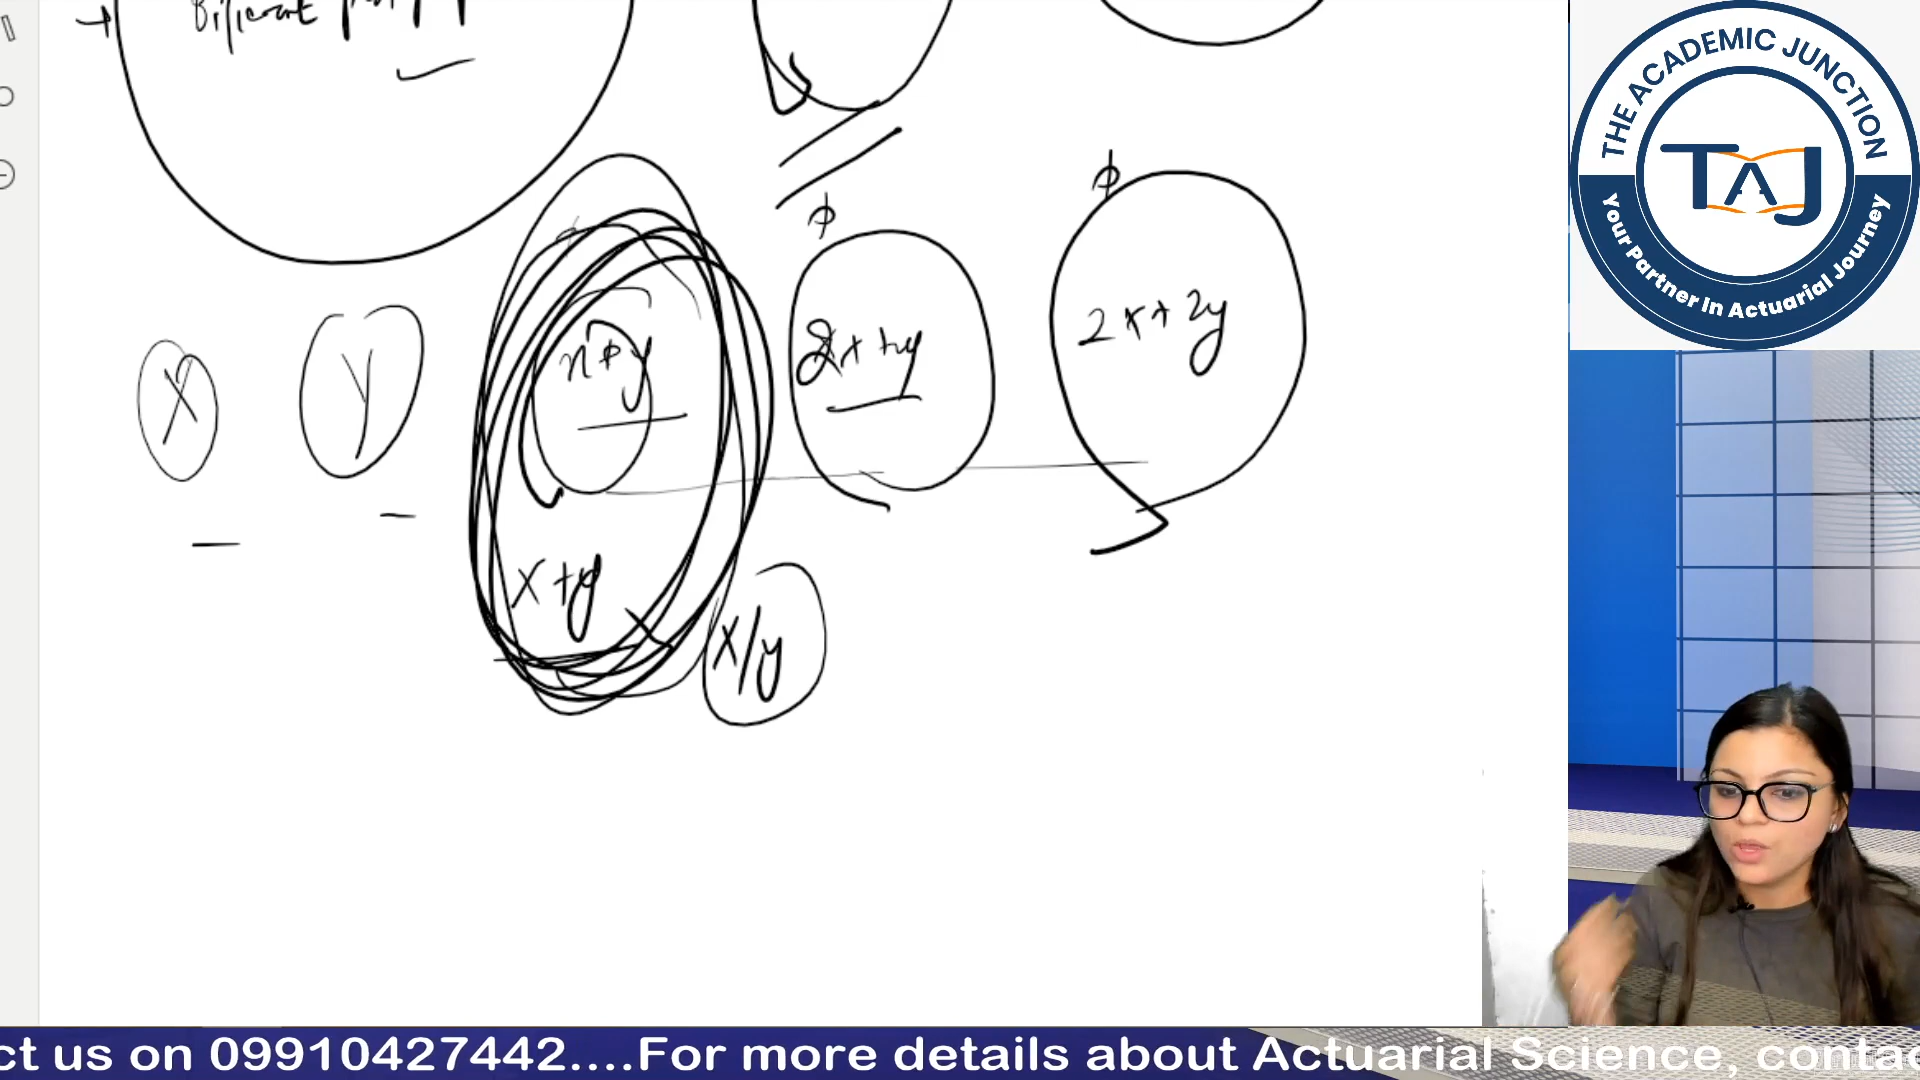 X
Y
x+y
2x+y
2x+2y
ϕ
ϕ
x+y
x/y
THE ACADEMIC JUNCTION
TAJ
Your Partner In Actuarial Journey
ct us on 09910427442....For more details about Actuarial Science, contac